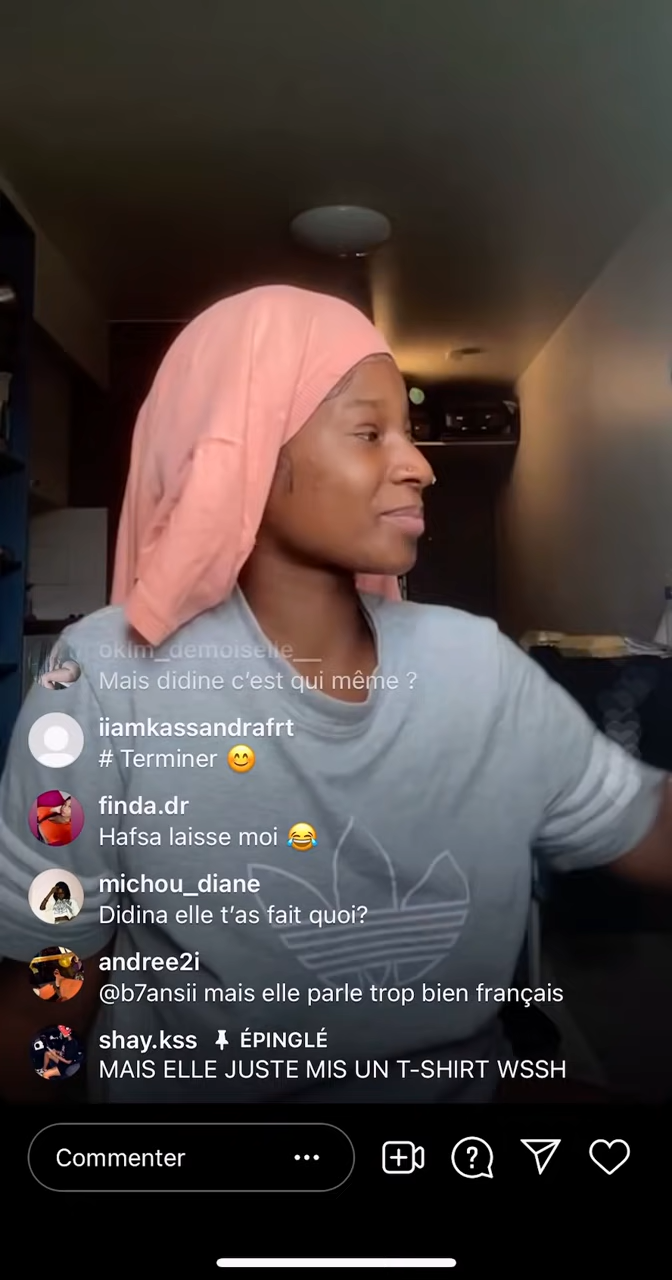 okim_demoiselle__
Mais didine c’est qui même ?
iiamkassandrafrt
# Terminer 😊
finda.dr
Hafsa laisse moi 😂
michou_diane
Didina elle t’as fait quoi?
andree2i
@b7ansii mais elle parle trop bien français
shay.kss ÉPINGLÉ
MAIS ELLE JUSTE MIS UN T-SHIRT WSSH
Commenter